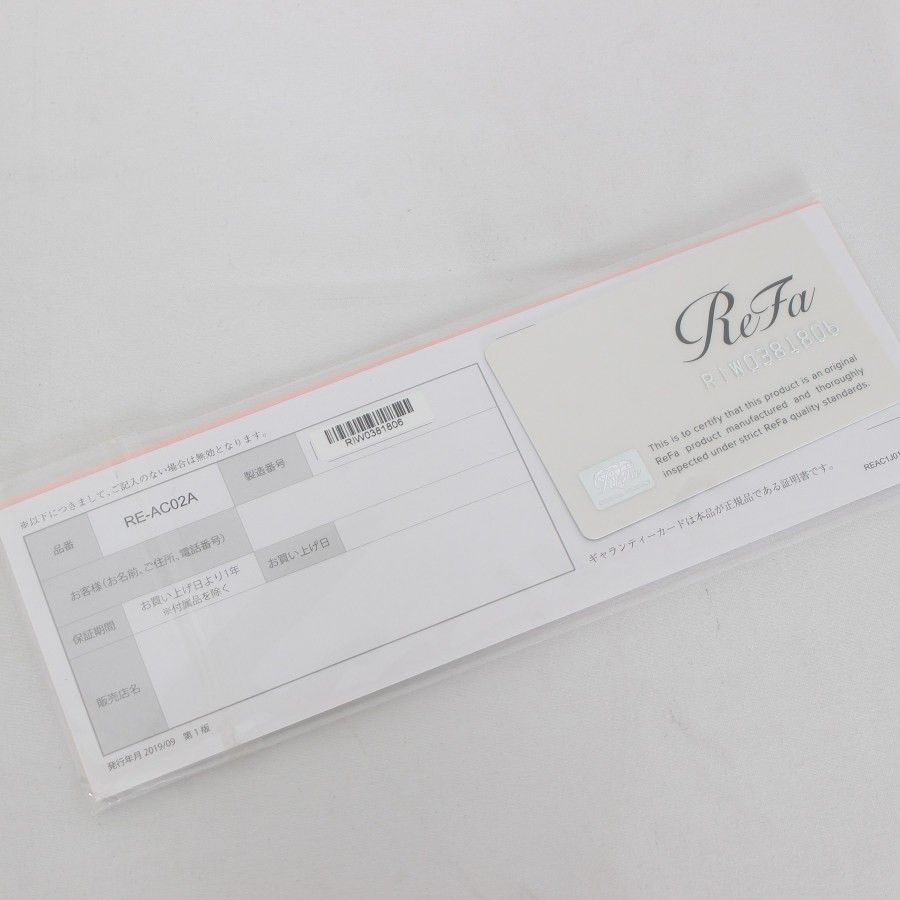 ※以下につきまして、ご記入のない場合は無効となります。
品番
RE-AC02A
製造番号
RIW0381806
お客様(お名前、ご住所、電話番号)
保証期間
お買い上げ日より1年
※付属品を除く
お買い上げ日
販売店名
発行年月 2019/09 第1版
ReFa
RIW0381806
This is to certify that this product is an original
ReFa product manufactured and thoroughly
inspected under strict ReFa quality standards.
ギャランティーカードは本品が正規品である証明書です。
REAC1J01